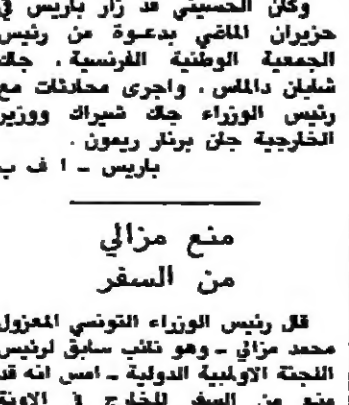 وكان الحسيني قد زار باريس في
حزيران الماضي بدعوة من رئيس
الجمعية الوطنية الفرنسية، جاك
شابان دالماس، واجرى محادثات مع
رئيس الوزراء جاك شيراك ووزير
الخارجية جان برنار ريمون.
باريس - ا ف ب
منع مزالي
من السفر
قال رئيس الوزراء التونسي المعزول
محمد مزالي - وهو نائب سابق لرئيس
اللجنة الاولمبية الدولية - امس انه قد
منع من السفر للخارج في الاونة